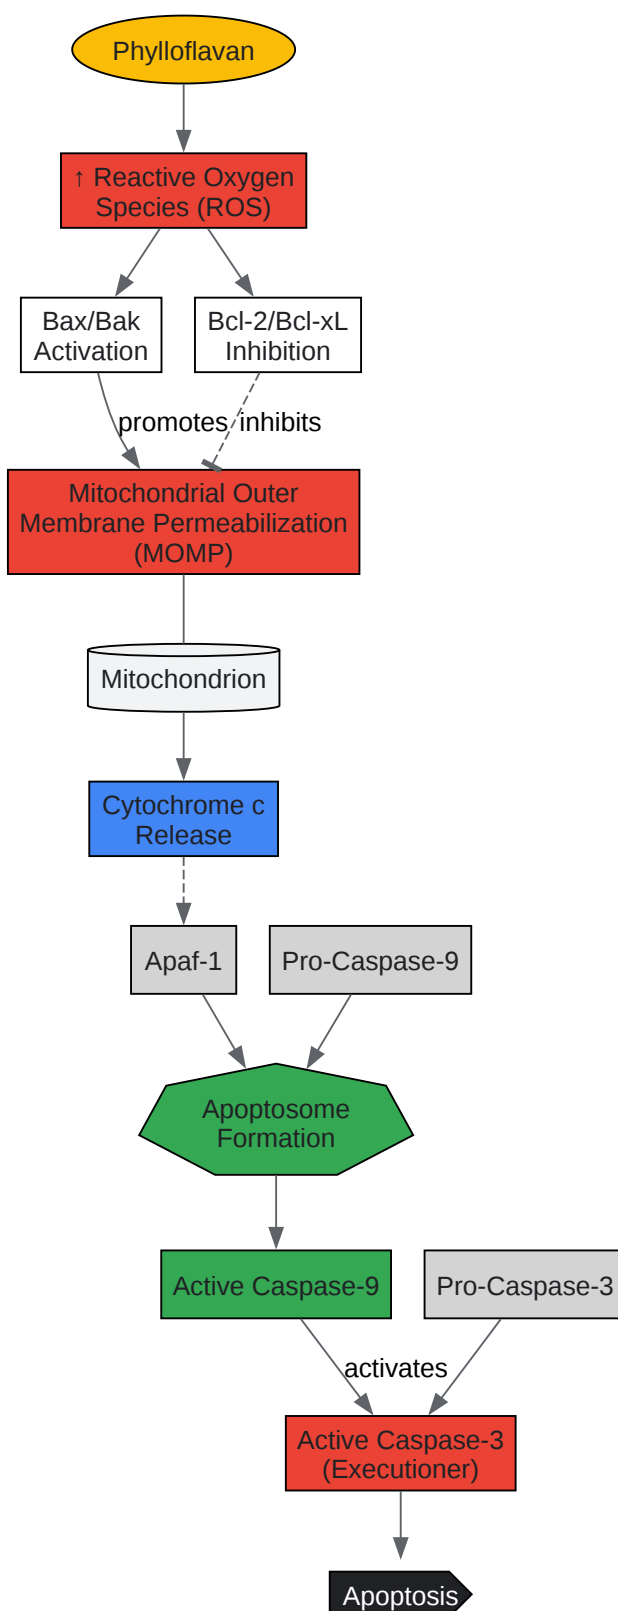 Phylloflavan
↑ Reactive Oxygen
Species (ROS)
Bax/Bak
Activation
Bcl-2/Bcl-xL
Inhibition
promotes
inhibits
Mitochondrial Outer
Membrane Permeabilization
(MOMP)
Mitochondrion
Cytochrome c
Release
Apaf-1
Pro-Caspase-9
Apoptosome
Formation
Active Caspase-9
Pro-Caspase-3
activates
Active Caspase-3
(Executioner)
Apoptosis